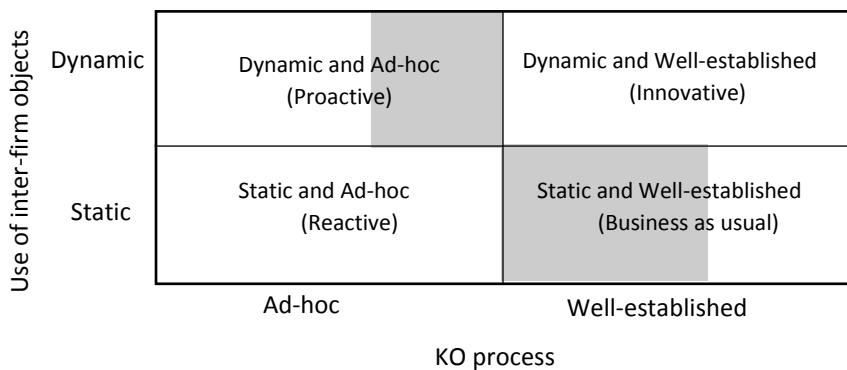 Use of inter-firm objects
Dynamic
Dynamic and Ad-hoc
(Proactive)
Dynamic and Well-established
(Innovative)
Static
Static and Ad-hoc
(Reactive)
Static and Well-established
(Business as usual)
Ad-hoc
Well-established
KO process